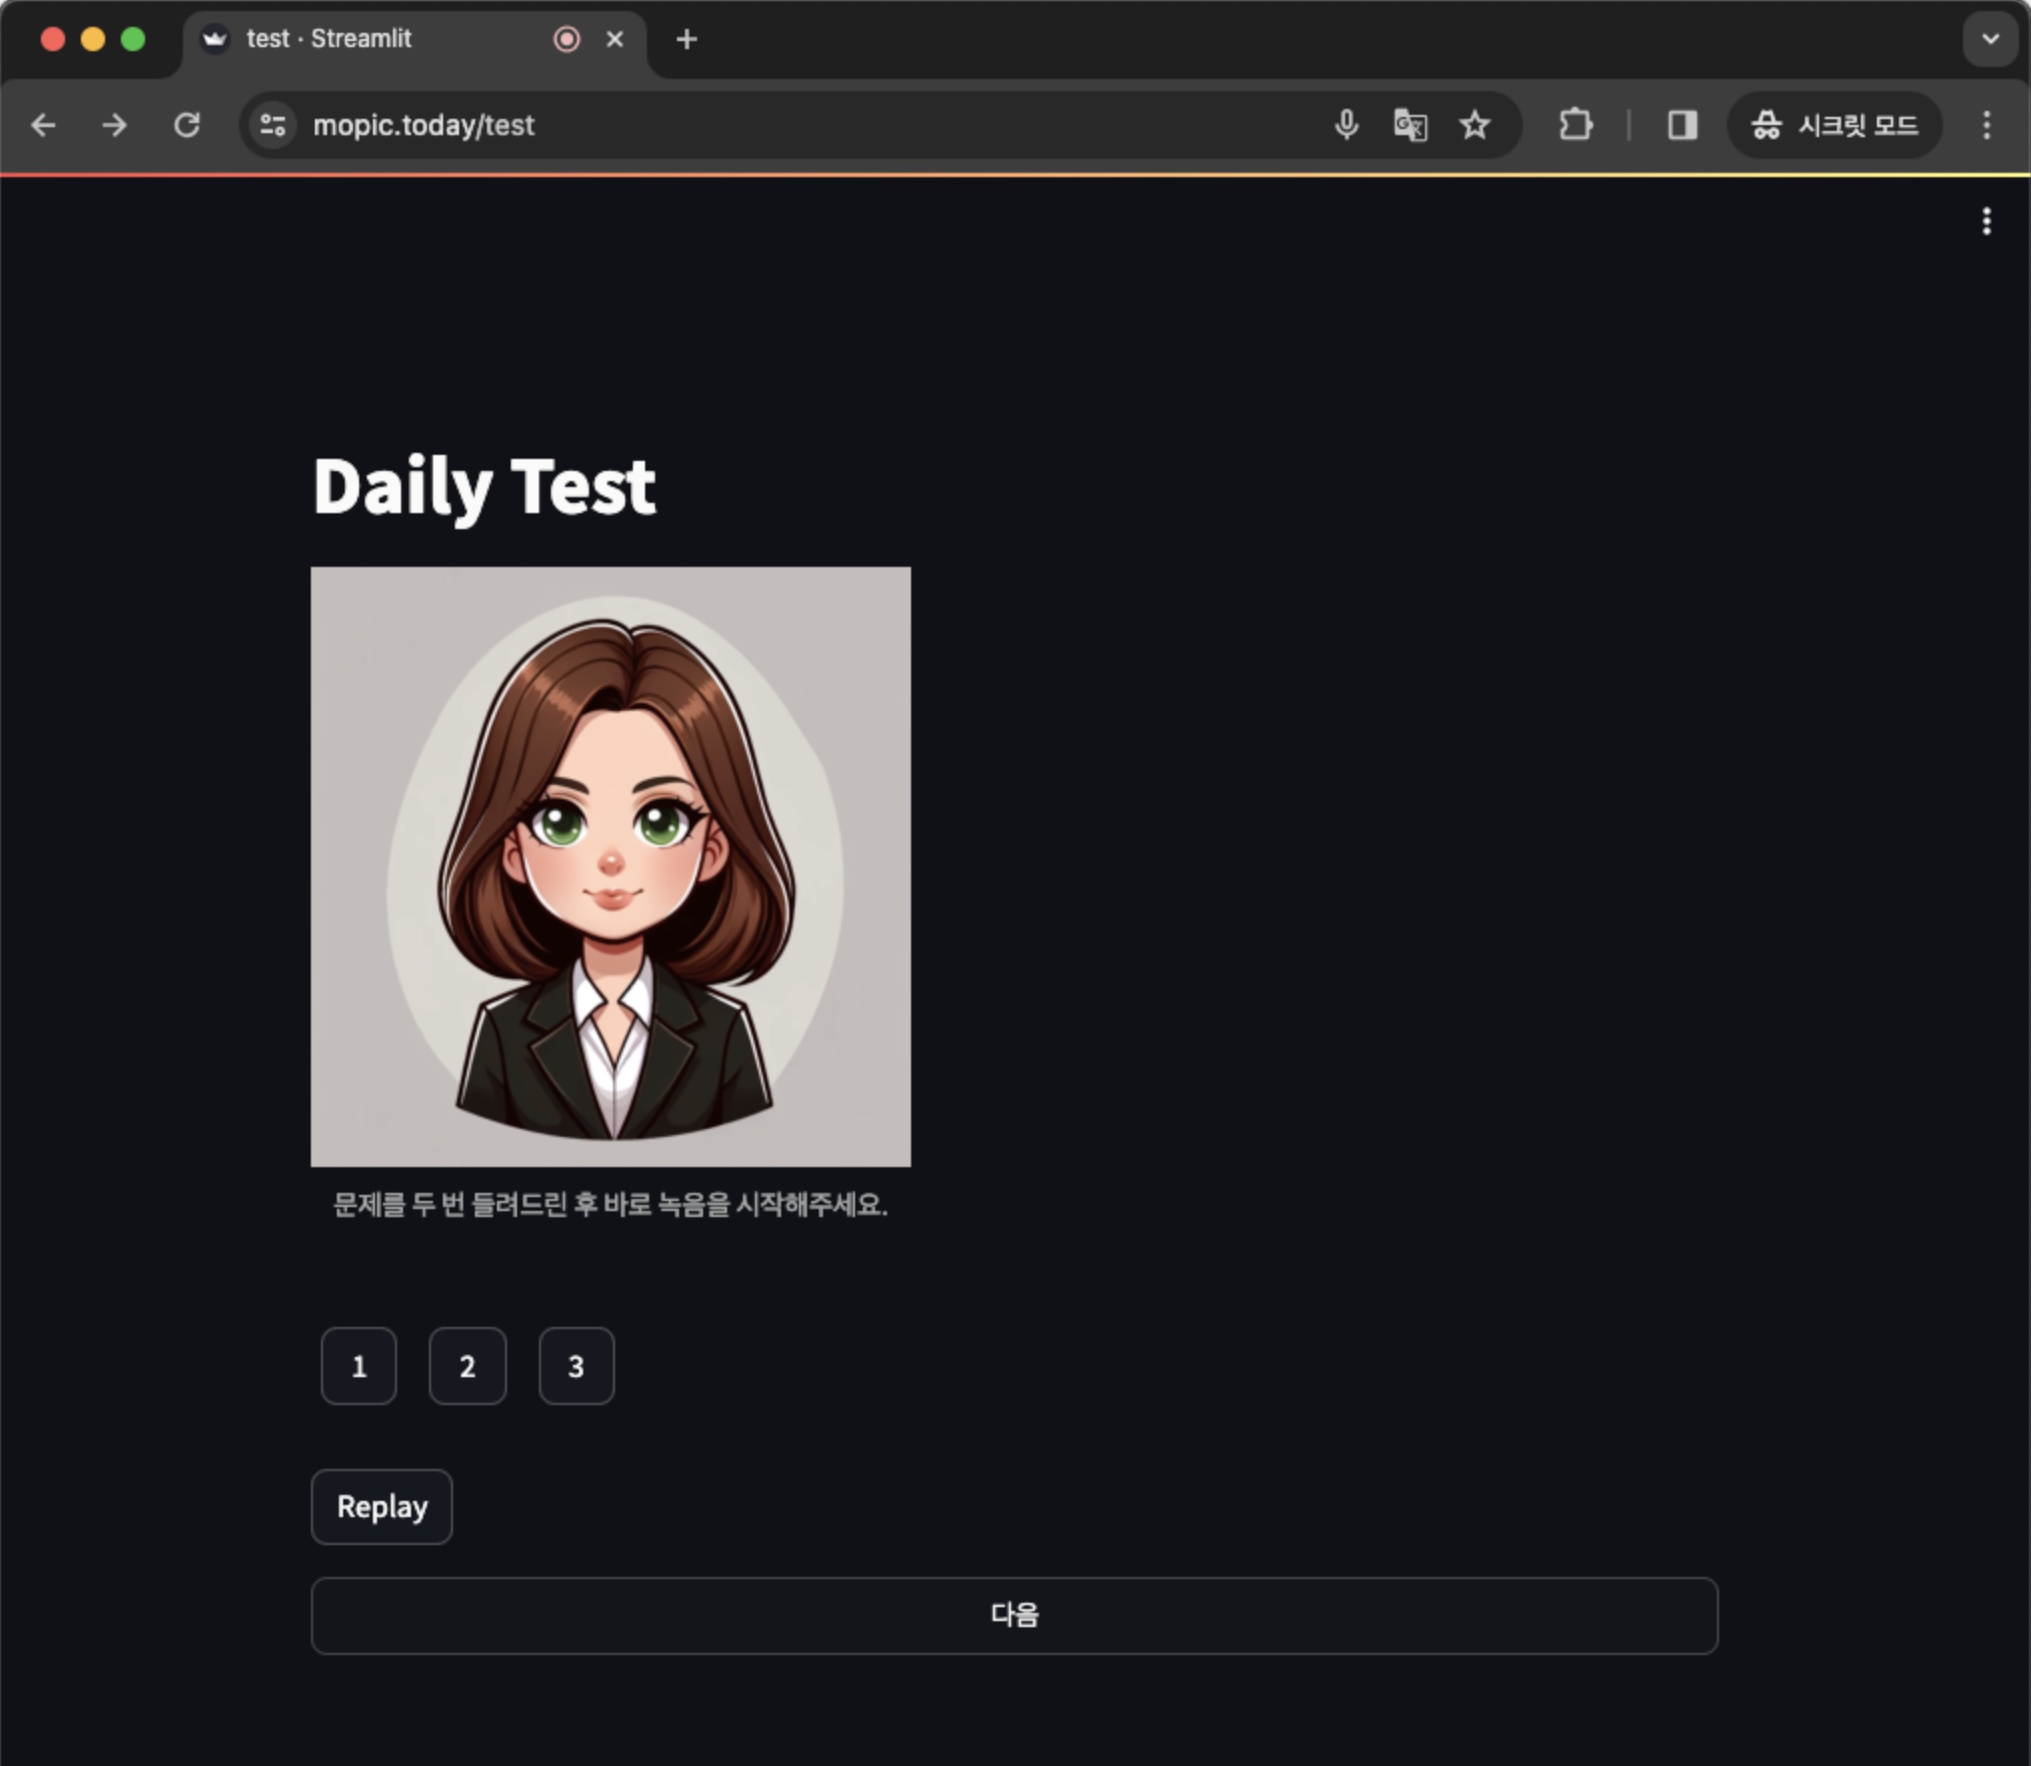 test · Streamlit
mopic.today/test
시크릿 모드
Daily Test
문제를 두 번 들려드린 후 바로 녹음을 시작해주세요.
1 2 3
Replay
다음